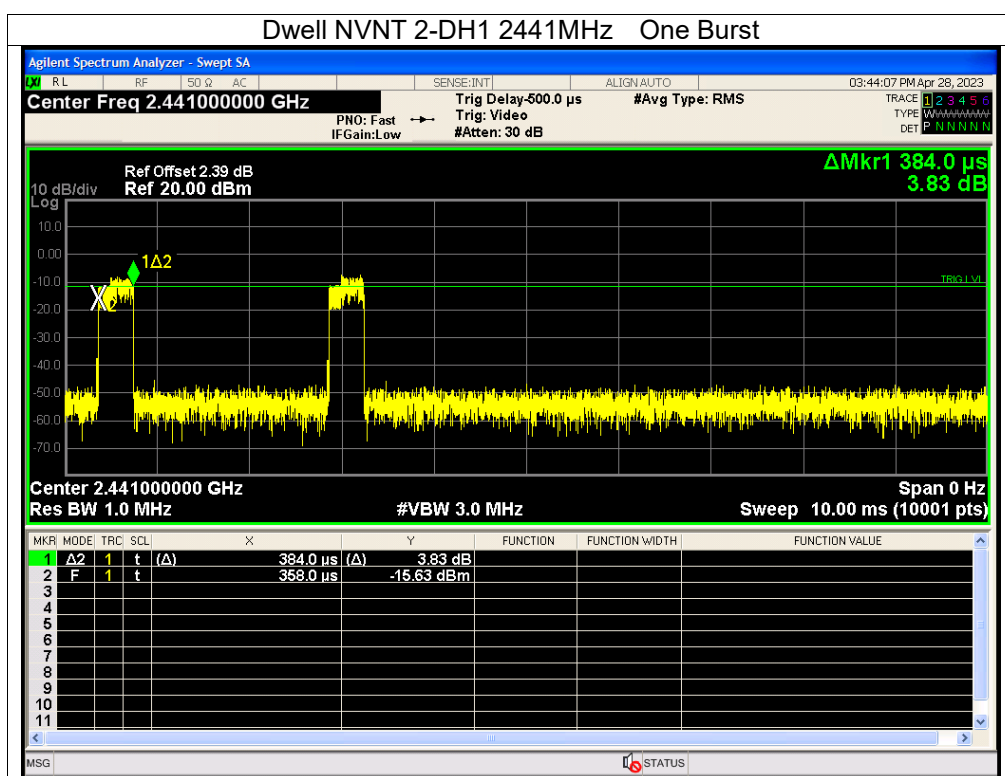 Dwell NVNT 2-DH1 2441MHz One Burst
Agilent Spectrum Analyzer - Swept SA
LXI RL RF 50 Ω AC SENSE:INT ALIGN AUTO 03:44:07 PM Apr 28, 2023
Center Freq 2.441000000 GHz Trig Delay-500.0 µs #Avg Type: RMS TRACE 1 2 3 4 5 6
PNO: Fast Trig: Video TYPE WWWWWW
IFGain:Low #Atten: 30 dB DET P N N N N N
ΔMkr1 384.0 µs
Ref Offset 2.39 dB
10 dB/div Ref 20.00 dBm 3.83 dB
Log
10.0
0.00
1Δ2
-10.0
TRIG LVL
2
-20.0
-30.0
-40.0
-50.0
-60.0
-70.0
Center 2.441000000 GHz Span 0 Hz
Res BW 1.0 MHz #VBW 3.0 MHz Sweep 10.00 ms (10001 pts)
MKR MODE TRC SCL X Y FUNCTION FUNCTION WIDTH FUNCTION VALUE
1 Δ2 1 t (Δ) 384.0 µs (Δ) 3.83 dB
2 F 1 t 358.0 µs -15.63 dBm
3
4
5
6
7
8
9
10
11
MSG STATUS